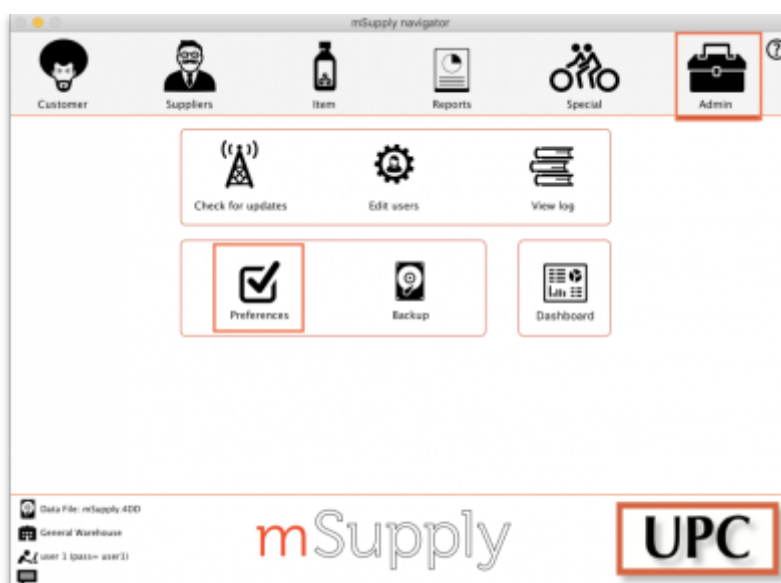 mSupply navigator
Customer Suppliers Item Reports Special Admin ?
Check for updates Edit users View log
Preferences Backup Dashboard
Data File: mSupply.4DD
General Warehouse
user 1 (pass= user1)
mSupply UPC